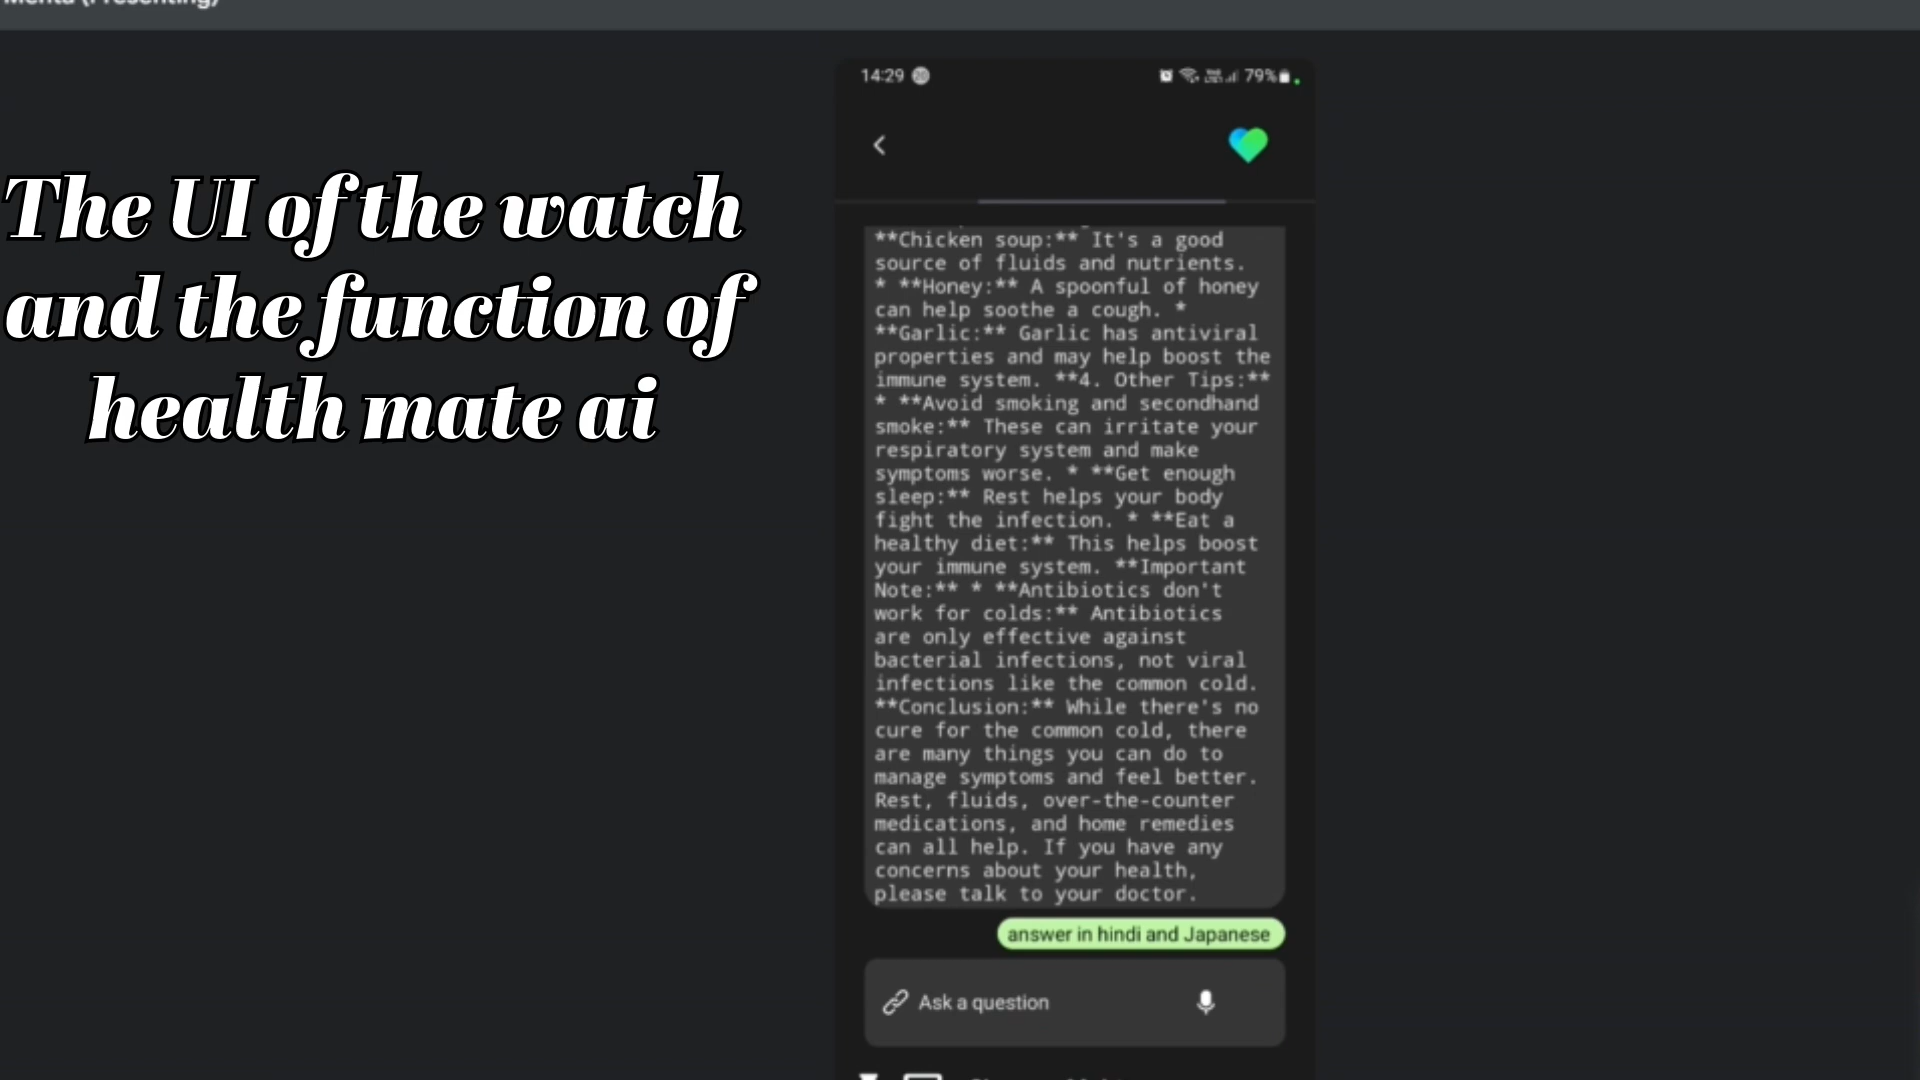 (Presenting)
14:29
79%
The UI of the watch
and the function of
health mate ai
**Chicken soup:** It's a good
source of fluids and nutrients.
* **Honey:** A spoonful of honey
can help soothe a cough. *
**Garlic:** Garlic has antiviral
properties and may help boost the
immune system. **4. Other Tips:**
* **Avoid smoking and secondhand
smoke:** These can irritate your
respiratory system and make
symptoms worse. * **Get enough
sleep:** Rest helps your body
fight the infection. * **Eat a
healthy diet:** This helps boost
your immune system. **Important
Note:** * **Antibiotics don't
work for colds:** Antibiotics
are only effective against
bacterial infections, not viral
infections like the common cold.
**Conclusion:** While there's no
cure for the common cold, there
are many things you can do to
manage symptoms and feel better.
Rest, fluids, over-the-counter
medications, and home remedies
can all help. If you have any
concerns about your health,
please talk to your doctor.
answer in hindi and Japanese
Ask a question